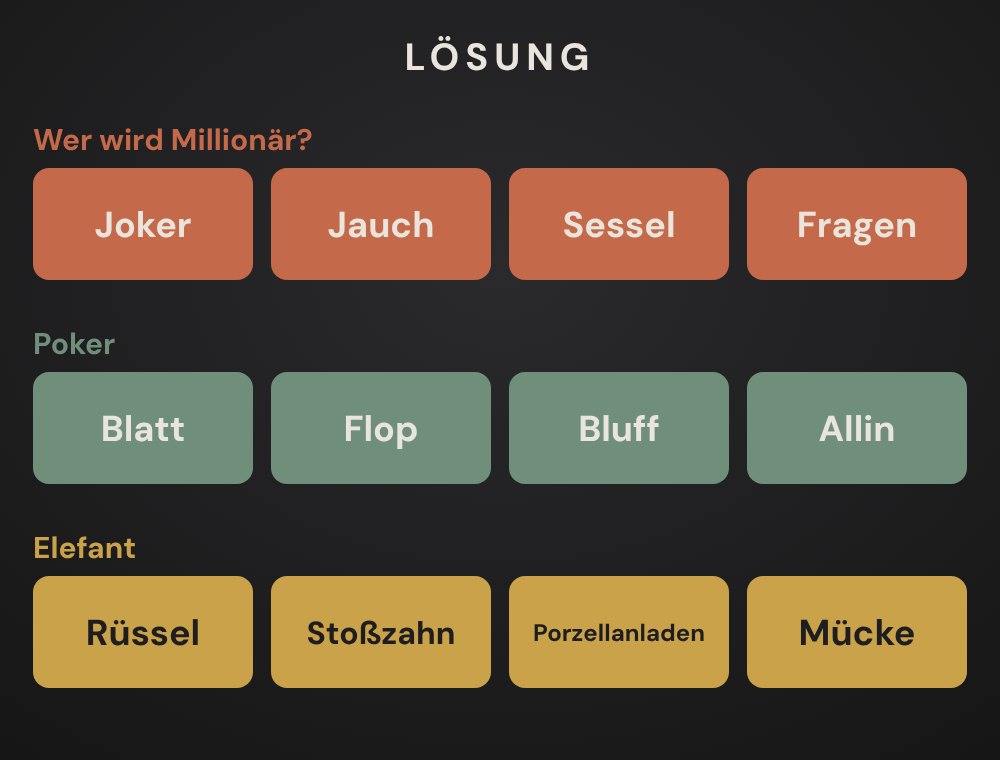 LÖSUNG
Wer wird Millionär?
Joker Jauch Sessel Fragen
Poker
Blatt Flop Bluff Allin
Elefant
Rüssel Stoßzahn Porzellanladen Mücke